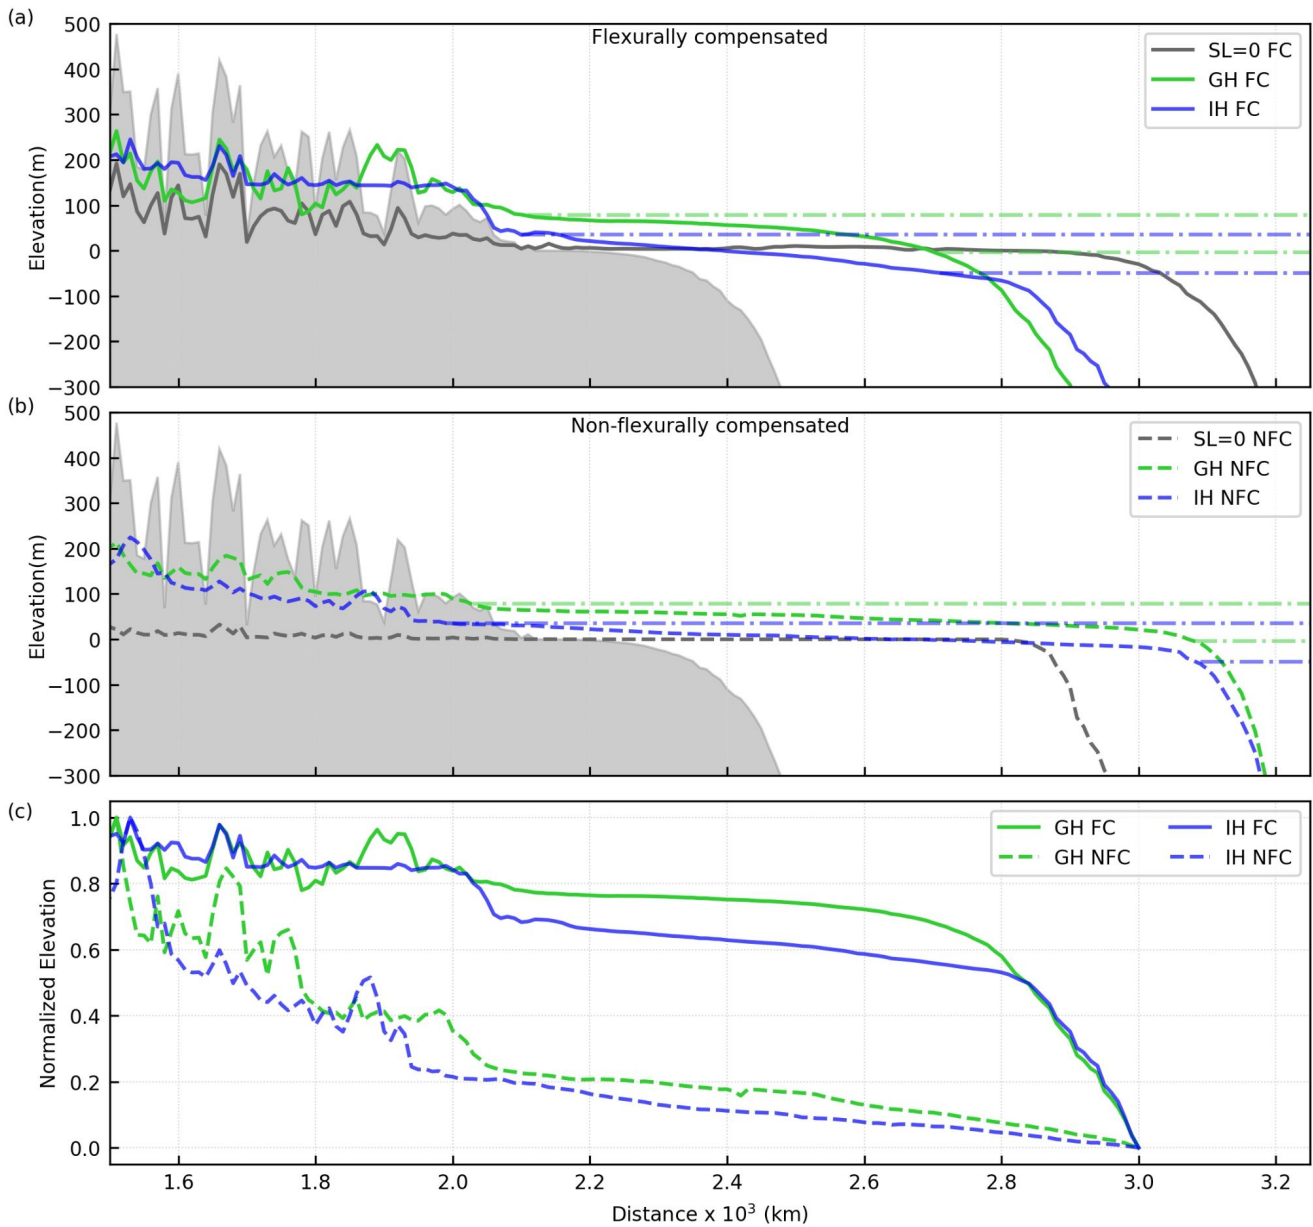 (a)
500
400
300
200
100
0
−100
−200
−300
Elevation(m)
Flexurally compensated
SL=0 FC
GH FC
IH FC
(b)
500
400
300
200
100
0
−100
−200
−300
Elevation(m)
Non-flexurally compensated
SL=0 NFC
GH NFC
IH NFC
(c)
1.0
0.8
0.6
0.4
0.2
0.0
Normalized Elevation
GH FC
GH NFC
IH FC
IH NFC
1.6 1.8 2.0 2.2 2.4 2.6 2.8 3.0 3.2
Distance x 10³ (km)